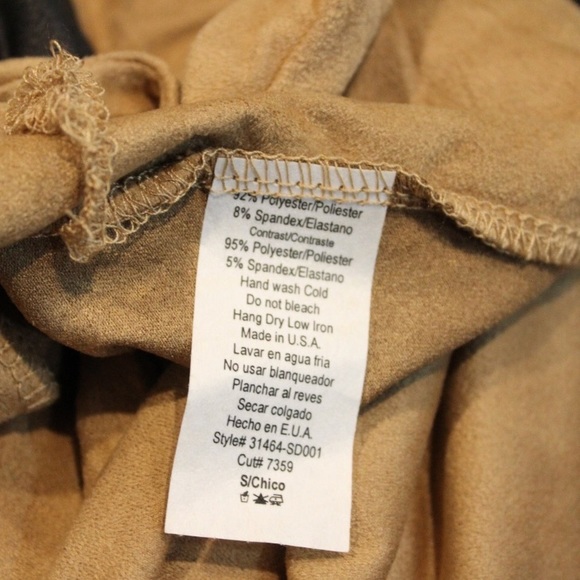 92% Polyester/Poliester
8% Spandex/Elastano
Contrast/Contraste
95% Polyester/Poliester
5% Spandex/Elastano
Hand wash Cold
Do not bleach
Hang Dry Low Iron
Made in U.S.A.
Lavar en agua fria
No usar blanqueador
Planchar al reves
Secar colgado
Hecho en E.U.A.
Style# 31464-SD001
Cut# 7359
S/Chico